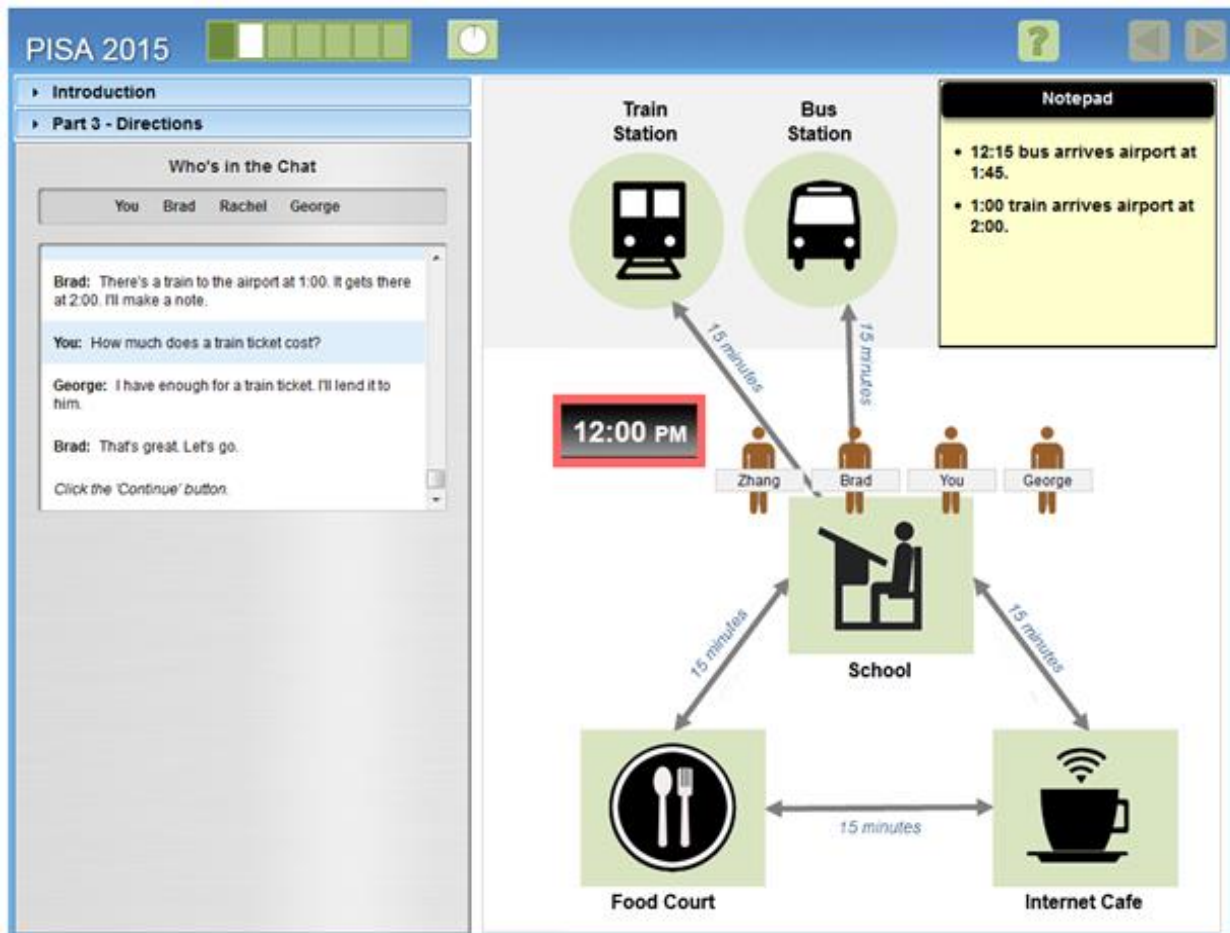 PISA 2015
?
Introduction
Part 3 - Directions
Who's in the Chat
You Brad Rachel George
Brad: There's a train to the airport at 1:00. It gets there
at 2:00. I'll make a note.
You: How much does a train ticket cost?
George: I have enough for a train ticket. I'll lend it to
him.
Brad: That's great. Let's go.
Click the 'Continue' button.
Train
Station
Bus
Station
Notepad
• 12:15 bus arrives airport at
1:45.
• 1:00 train arrives airport at
2:00.
15 minutes
15 minutes
12:00 PM
Zhang
Brad
You
George
School
15 minutes
15 minutes
15 minutes
Food Court
Internet Cafe